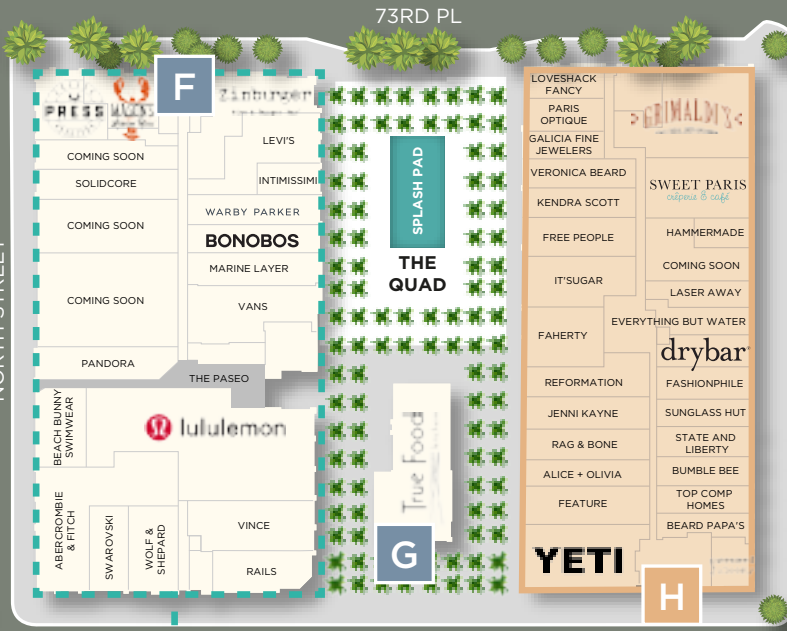 73RD PL
NORTH STREET
F
PRESS
Zinburger
COMING SOON
SOLIDCORE
COMING SOON
COMING SOON
PANDORA
LEVI'S
INTIMISSIMI
WARBY PARKER
BONOBOS
MARINE LAYER
VANS
THE PASEO
BEACH BUNNY
SWIMWEAR
lululemon
ABERCROMBIE
& FITCH
SWAROVSKI
WOLF &
SHEPARD
VINCE
RAILS
SPLASH PAD
THE
QUAD
True Food
G
LOVESHACK
FANCY
PARIS
OPTIQUE
GALICIA FINE
JEWELERS
VERONICA BEARD
KENDRA SCOTT
FREE PEOPLE
IT'SUGAR
FAHERTY
REFORMATION
JENNI KAYNE
RAG & BONE
ALICE + OLIVIA
FEATURE
YETI
GRIMALDI'S
SWEET PARIS
crêperie & café
HAMMERMADE
COMING SOON
LASER AWAY
EVERYTHING BUT WATER
drybar
FASHIONPHILE
SUNGLASS HUT
STATE AND
LIBERTY
BUMBLE BEE
TOP COMP
HOMES
BEARD PAPA'S
H